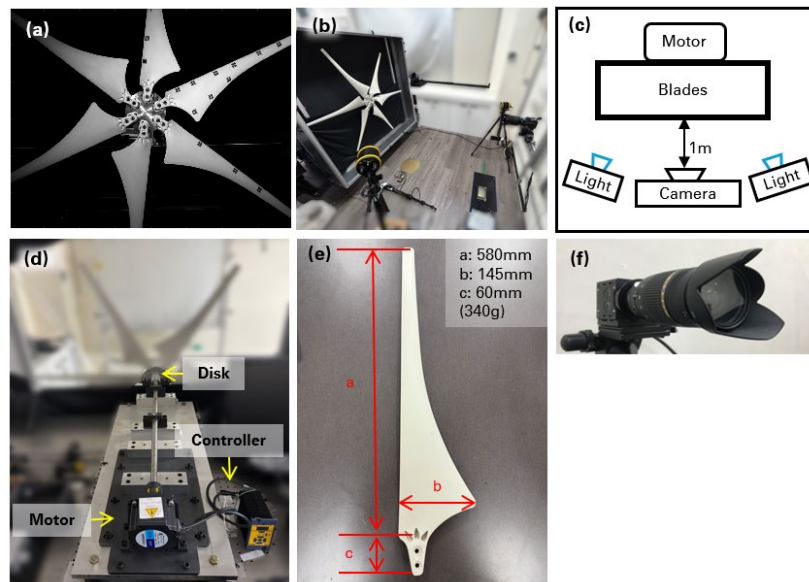 (a)
(b)
(c)
Motor
Blades
1m
Light
Camera
Light
(d)
Disk
Controller
Motor
(e)
a: 580mm
b: 145mm
c: 60mm
(340g)
a
b
c
(f)